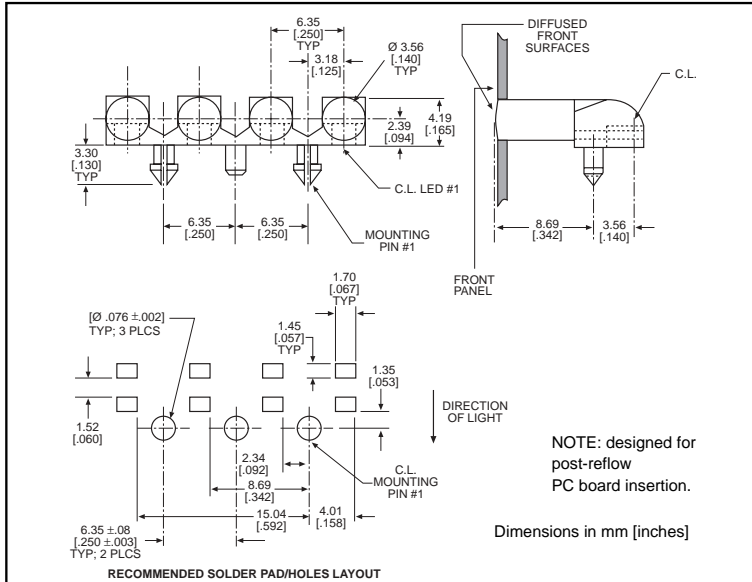 6.35
[.250]
TYP
3.18
[.125]
Ø 3.56
[.140]
TYP
2.39
[.094]
4.19
[.165]
3.30
[.130]
TYP
C.L. LED #1
6.35
[.250]
6.35
[.250]
MOUNTING
PIN #1
DIFFUSED
FRONT
SURFACES
C.L.
8.69
[.342]
3.56
[.140]
FRONT
PANEL
[Ø .076 ±.002]
TYP; 3 PLCS
1.70
[.067]
TYP
1.45
[.057]
TYP
1.35
[.053]
1.52
[.060]
DIRECTION
OF LIGHT
2.34
[.092]
8.69
[.342]
15.04
[.592]
C.L.
MOUNTING
PIN #1
4.01
[.158]
6.35 ±.08
[.250 ±.003]
TYP; 2 PLCS
NOTE: designed for
post-reflow
PC board insertion.
Dimensions in mm [inches]
RECOMMENDED SOLDER PAD/HOLES LAYOUT